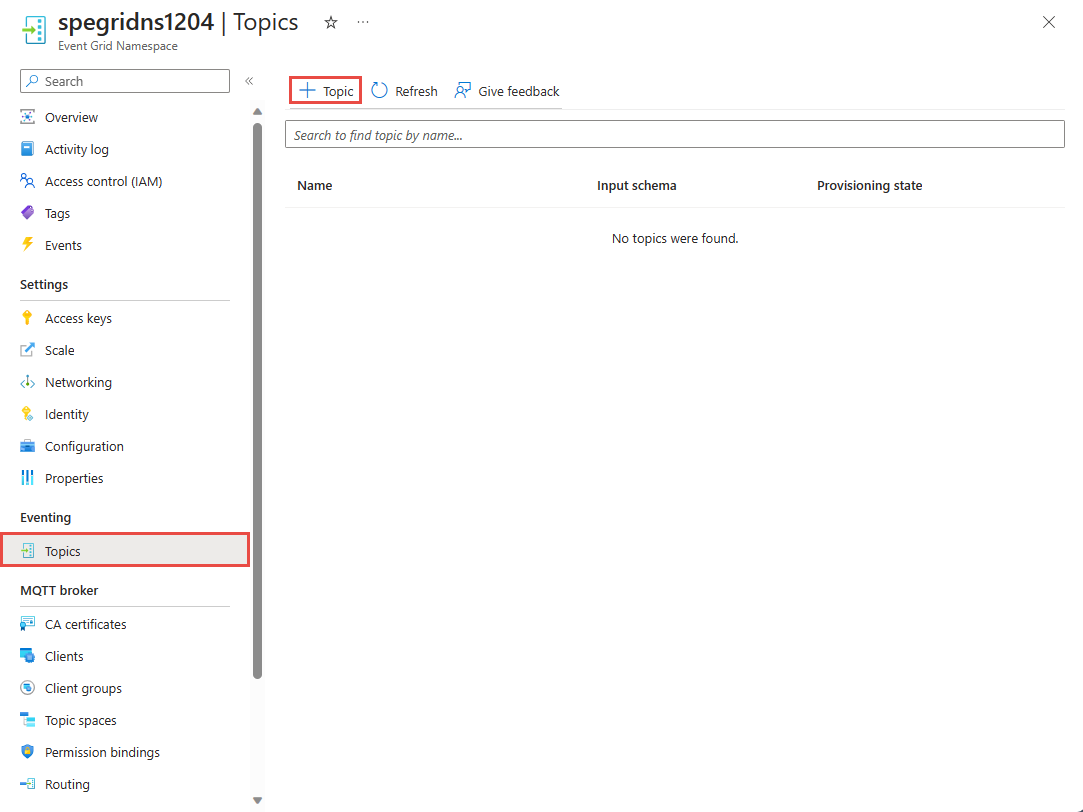 spegridns1204 | Topics
Event Grid Namespace
Search
Overview
Activity log
Access control (IAM)
Tags
Events
Settings
Access keys
Scale
Networking
Identity
Configuration
Properties
Eventing
Topics
MQTT broker
CA certificates
Clients
Client groups
Topic spaces
Permission bindings
Routing
Topic Refresh Give feedback
Search to find topic by name...
Name Input schema Provisioning state
No topics were found.